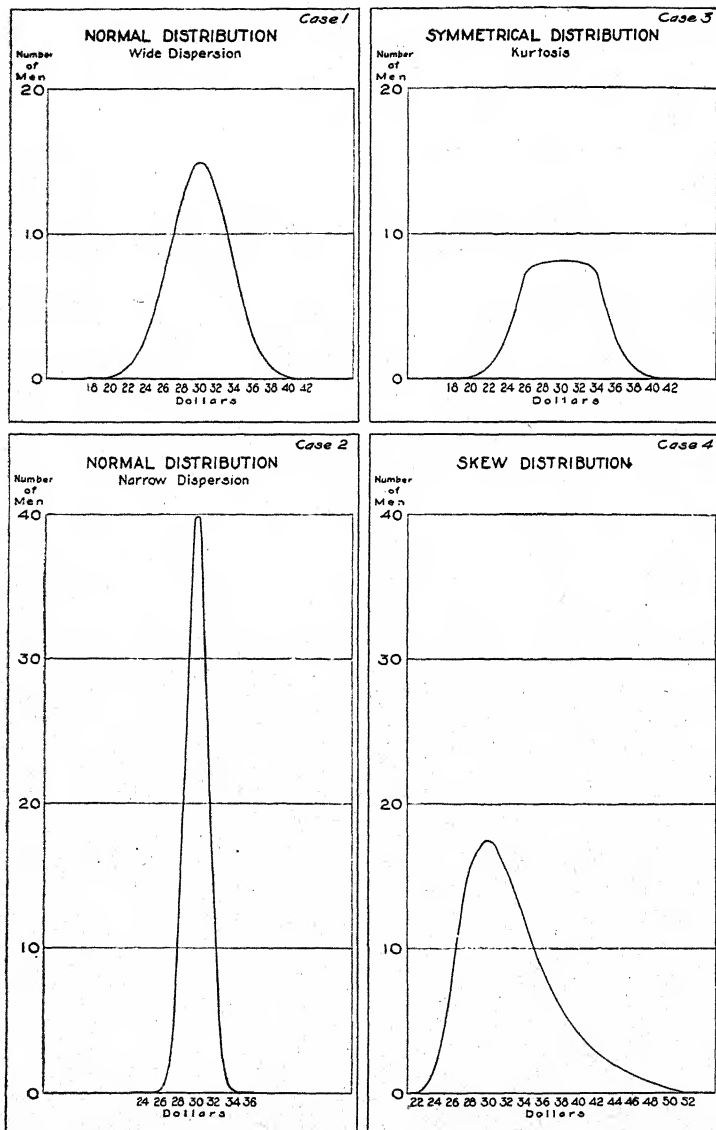 Case 1
NORMAL DISTRIBUTION
Wide Dispersion
Number
of
Men
20
10
0
18 20 22 24 26 28 30 32 34 36 38 40 42
Dollars
Case 3
SYMMETRICAL DISTRIBUTION
Kurtosis
Number
of
Men
20
10
0
18 20 22 24 26 28 30 32 34 36 38 40 42
Dollars
Case 2
NORMAL DISTRIBUTION
Narrow Dispersion
Number
of
Men
40
30
20
10
0
24 26 28 30 32 34 36
Dollars
Case 4
SKEW DISTRIBUTION
Number
of
Men
40
30
20
10
0
22 24 26 28 30 32 34 36 38 40 42 44 46 48 50 52
Dollars